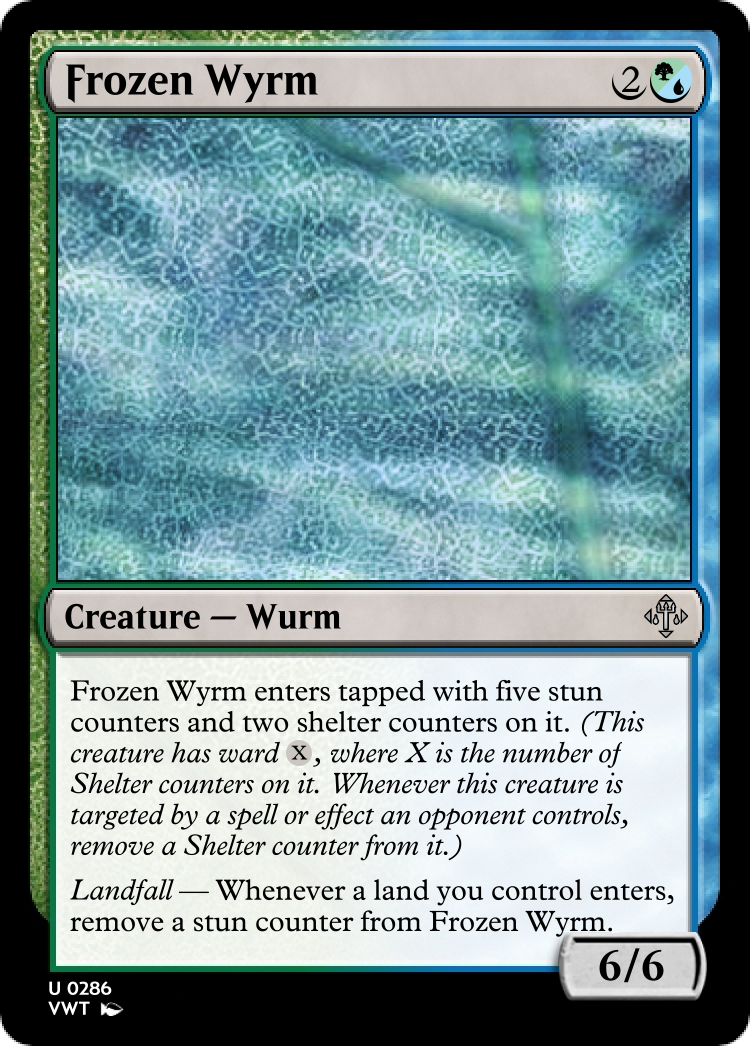 Frozen Wyrm 2
Creature — Wurm
Frozen Wyrm enters tapped with five stun
counters and two shelter counters on it. (This
creature has ward X, where X is the number of
Shelter counters on it. Whenever this creature is
targeted by a spell or effect an opponent controls,
remove a Shelter counter from it.)
Landfall — Whenever a land you control enters,
remove a stun counter from Frozen Wyrm.
6/6
U 0286
VWT